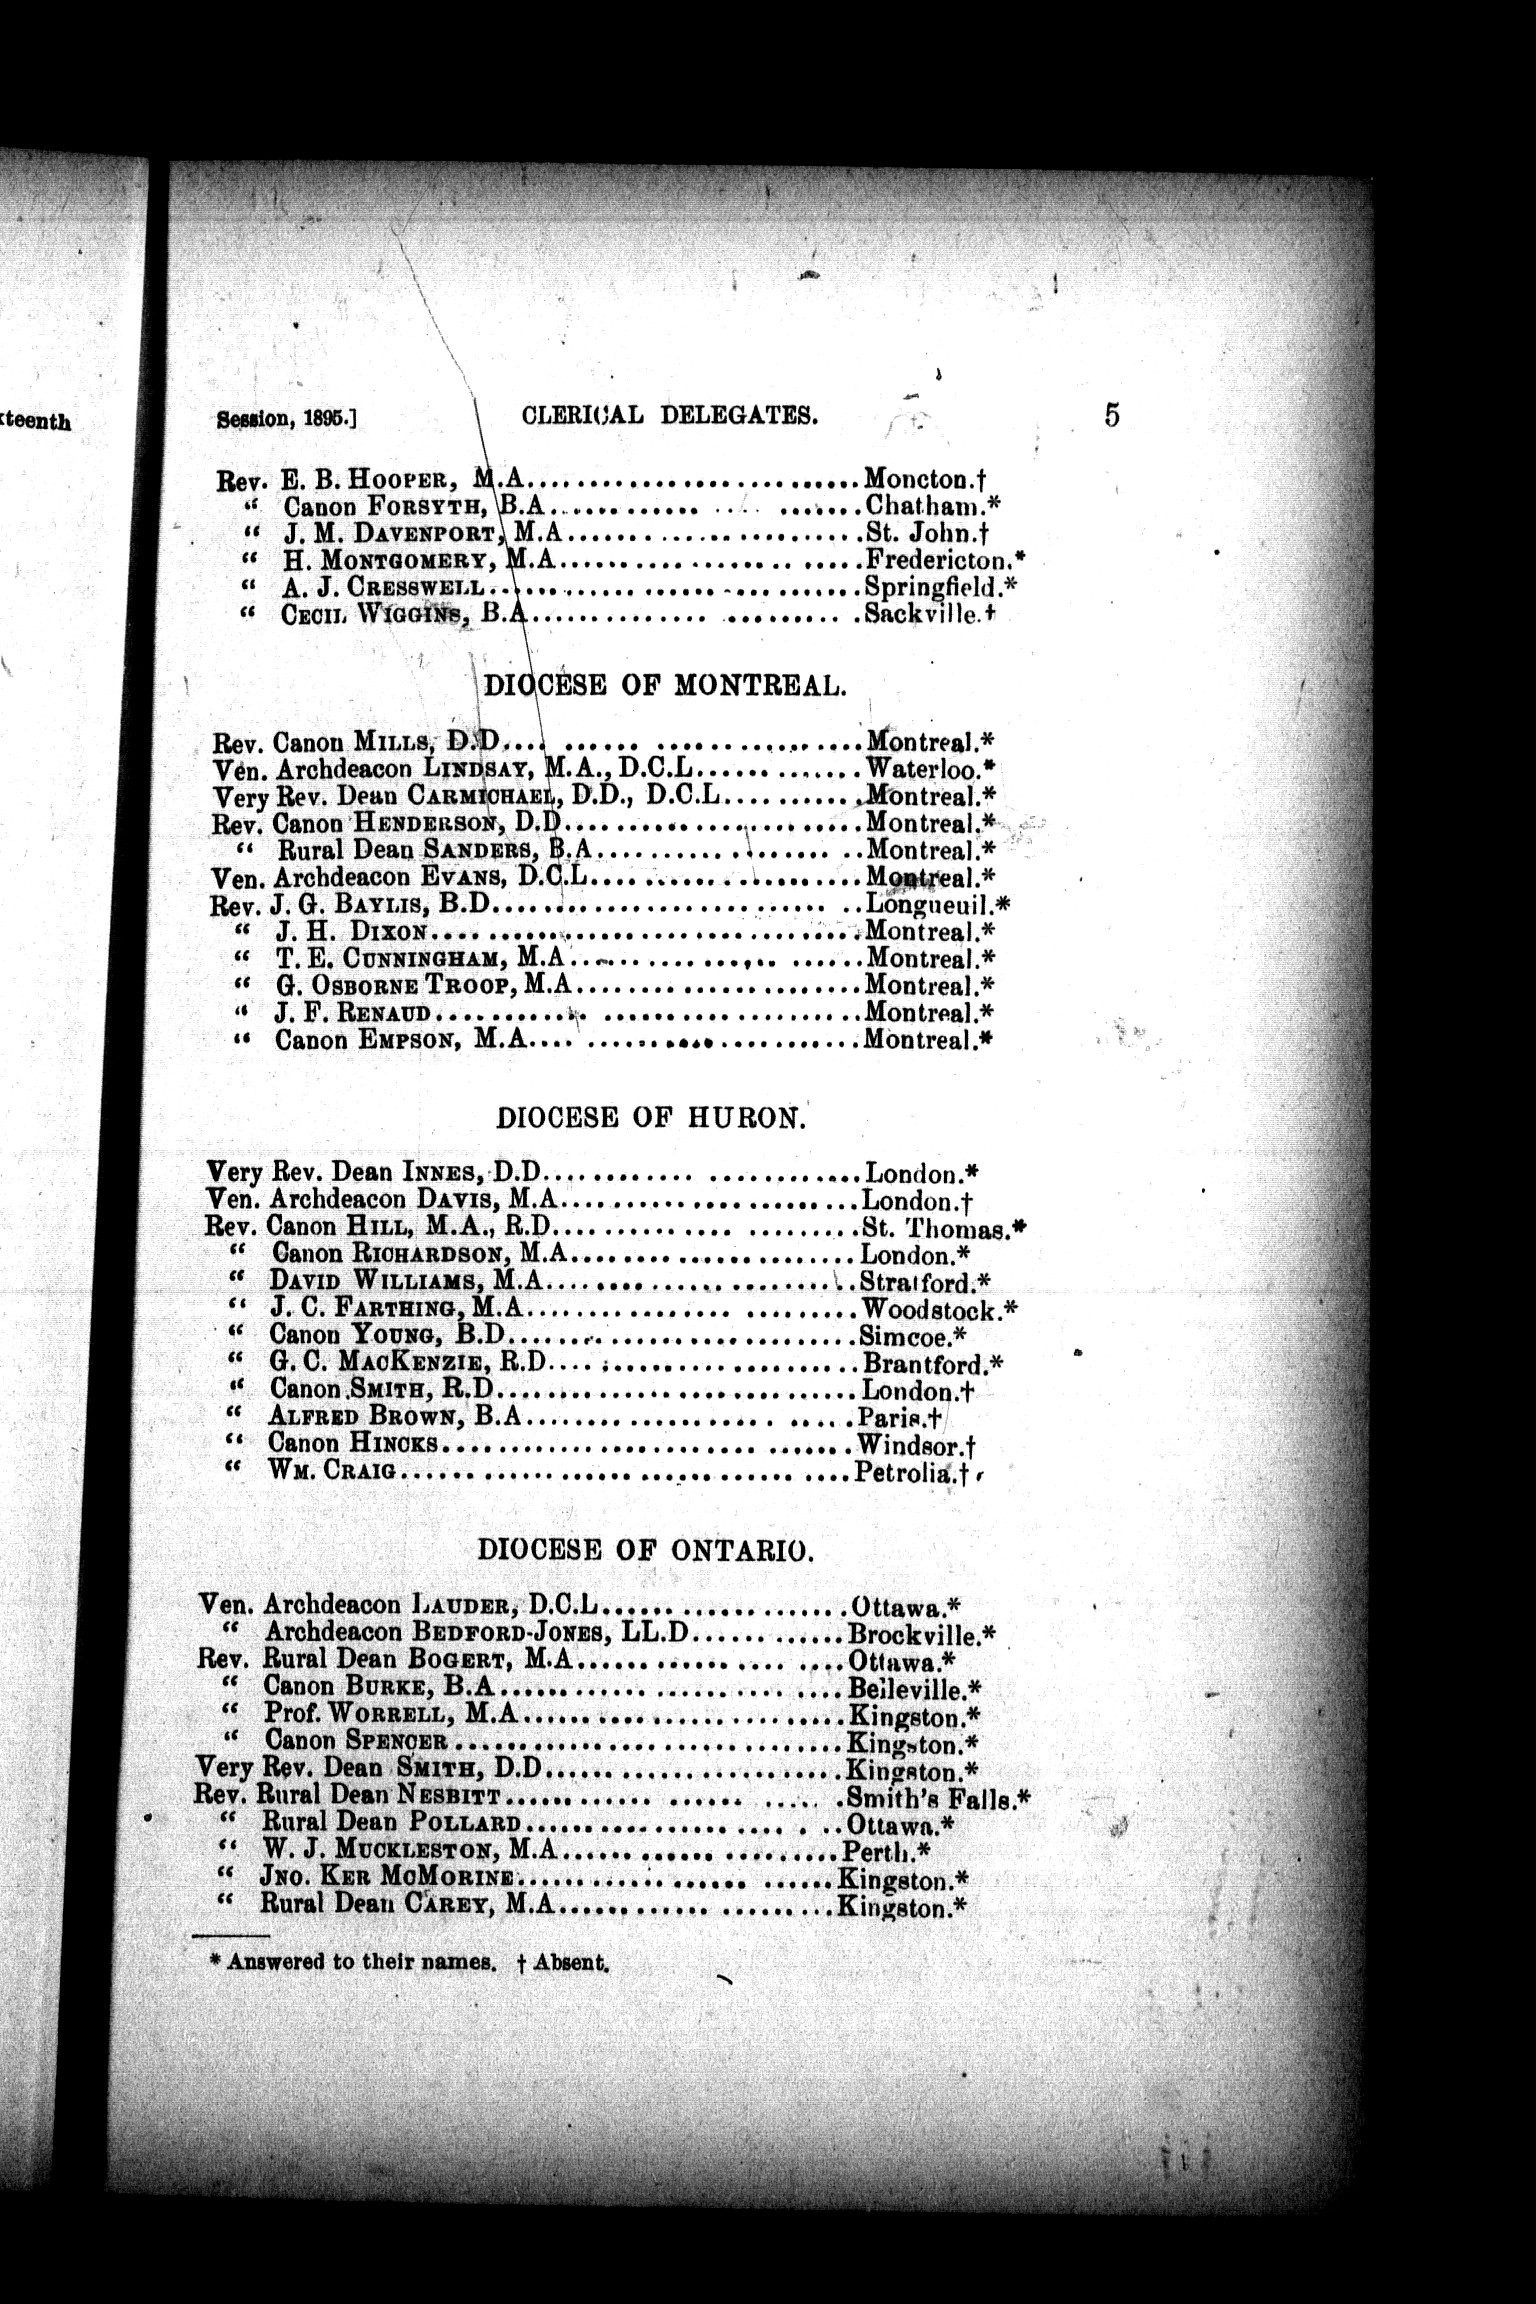 xteenth
Session, 1895.] CLERICAL DELEGATES. 5
Rev. E. B. HOOPER, M.A........................Moncton.†
“ Canon FORSYTH, B.A........................Chatham.*
“ J. M. DAVENPORT, M.A........................St. John.†
“ H. MONTGOMERY, M.A........................Fredericton.*
“ A. J. CRESSWELL........................Springfield.*
“ CECIL WIGGINS, B.A........................Sackville.†
DIOCESE OF MONTREAL.
Rev. Canon MILLS, D.D........................Montreal.*
Ven. Archdeacon LINDSAY, M.A., D.C.L............Waterloo.*
Very Rev. Dean CARMICHAEL, D.D., D.C.L............Montreal.*
Rev. Canon HENDERSON, D.D........................Montreal.*
“ Rural Dean SANDERS, B.A........................Montreal.*
Ven. Archdeacon EVANS, D.C.L........................Montreal.*
Rev. J. G. BAYLIS, B.D........................Longueuil.*
“ J. H. DIXON........................Montreal.*
“ T. E. CUNNINGHAM, M.A........................Montreal.*
“ G. OSBORNE TROOP, M.A........................Montreal.*
“ J. F. RENAUD........................Montreal.*
“ Canon EMPSON, M.A........................Montreal.*
DIOCESE OF HURON.
Very Rev. Dean INNES, D.D........................London.*
Ven. Archdeacon DAVIS, M.A........................London.†
Rev. Canon HILL, M.A., R.D........................St. Thomas.*
“ Canon RICHARDSON, M.A........................London.*
“ DAVID WILLIAMS, M.A........................Stratford.*
“ J. C. FARTHING, M.A........................Woodstock.*
“ Canon YOUNG, B.D........................Simcoe.*
“ G. C. MACKENZIE, R.D........................Brantford.*
“ Canon SMITH, R.D........................London.†
“ ALFRED BROWN, B.A........................Paris.†
“ Canon HINCKS........................Windsor.†
“ WM. CRAIG........................Petrolia.†
DIOCESE OF ONTARIO.
Ven. Archdeacon LAUDER, D.C.L........................Ottawa.*
“ Archdeacon BEDFORD-JONES, LL.D............Brockville.*
Rev. Rural Dean BOGERT, M.A........................Ottawa.*
“ Canon BURKE, B.A........................Belleville.*
“ Prof. WORRELL, M.A........................Kingston.*
“ Canon SPENCER........................Kingston.*
Very Rev. Dean SMITH, D.D........................Kingston.*
Rev. Rural Dean NESBITT........................Smith's Falls.*
“ Rural Dean POLLARD........................Ottawa.*
“ W. J. MUCKLESTON, M.A........................Perth.*
“ JNO. KER MCMORINE........................Kingston.*
“ Rural Dean CAREY, M.A........................Kingston.*
* Answered to their names. † Absent.